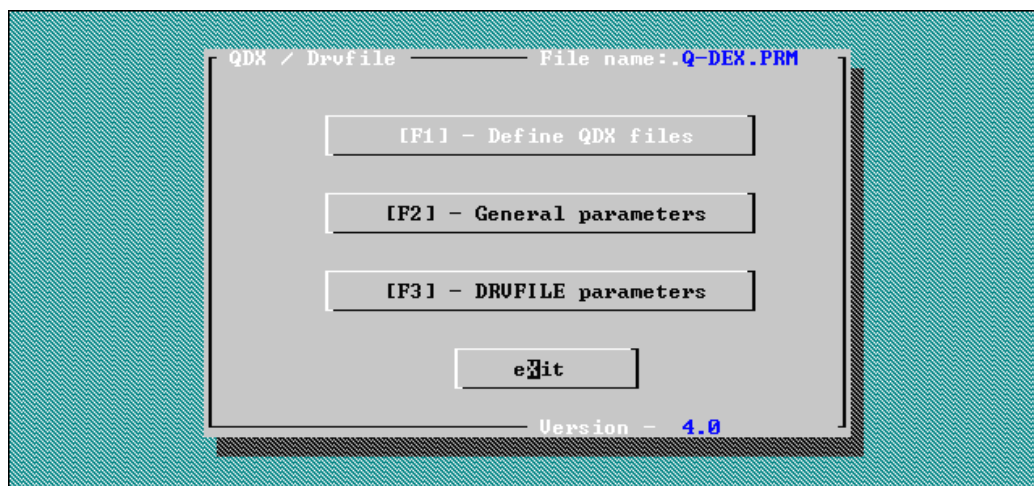 QDX / Drvfile File name:.Q-DEX.PRM
[F1] - Define QDX files
[F2] - General parameters
[F3] - DRVFILE parameters
eXit
Version - 4.0